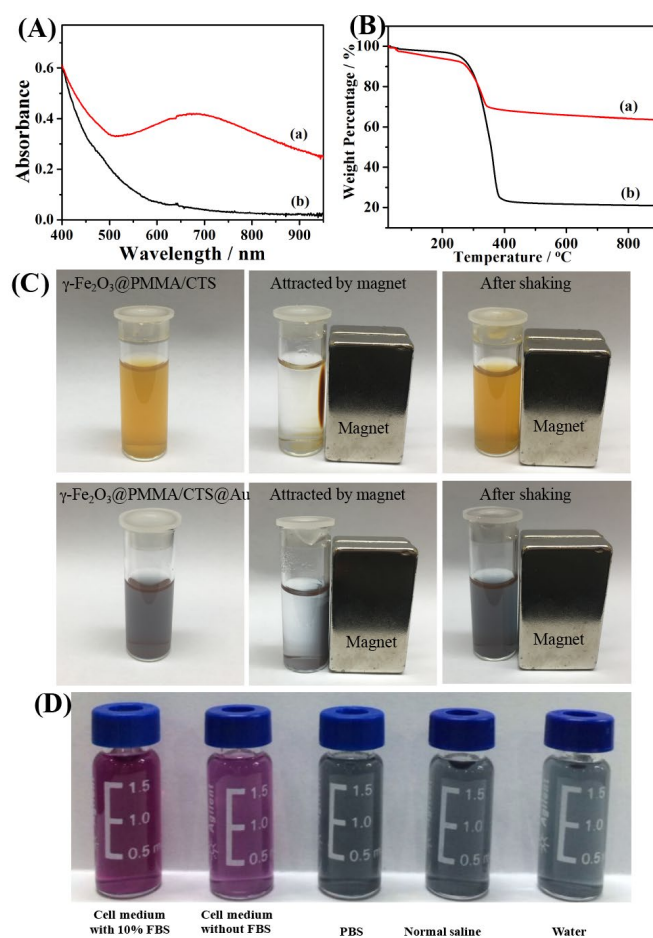 (A)
(B)
0.6
0.4
0.2
0.0
Absorbance
400 500 600 700 800 900
Wavelength / nm
(a)
(b)
100
80
60
40
20
Weight Percentage / %
200 400 600 800
Temperature / °C
(a)
(b)
(C)
γ-Fe₂O₃@PMMA/CTS
Attracted by magnet
After shaking
Magnet
Magnet
γ-Fe₂O₃@PMMA/CTS@Au
Attracted by magnet
After shaking
Magnet
Magnet
(D)
1.5
1.0
0.5 m
Agilent
1.5
1.0
0.5 m
Agilent
1.5
1.0
0.5 m
1.5
1.0
0.5 m
1.5
1.0
0.5 m
Cell medium
with 10% FBS
Cell medium
without FBS
PBS
Normal saline
Water